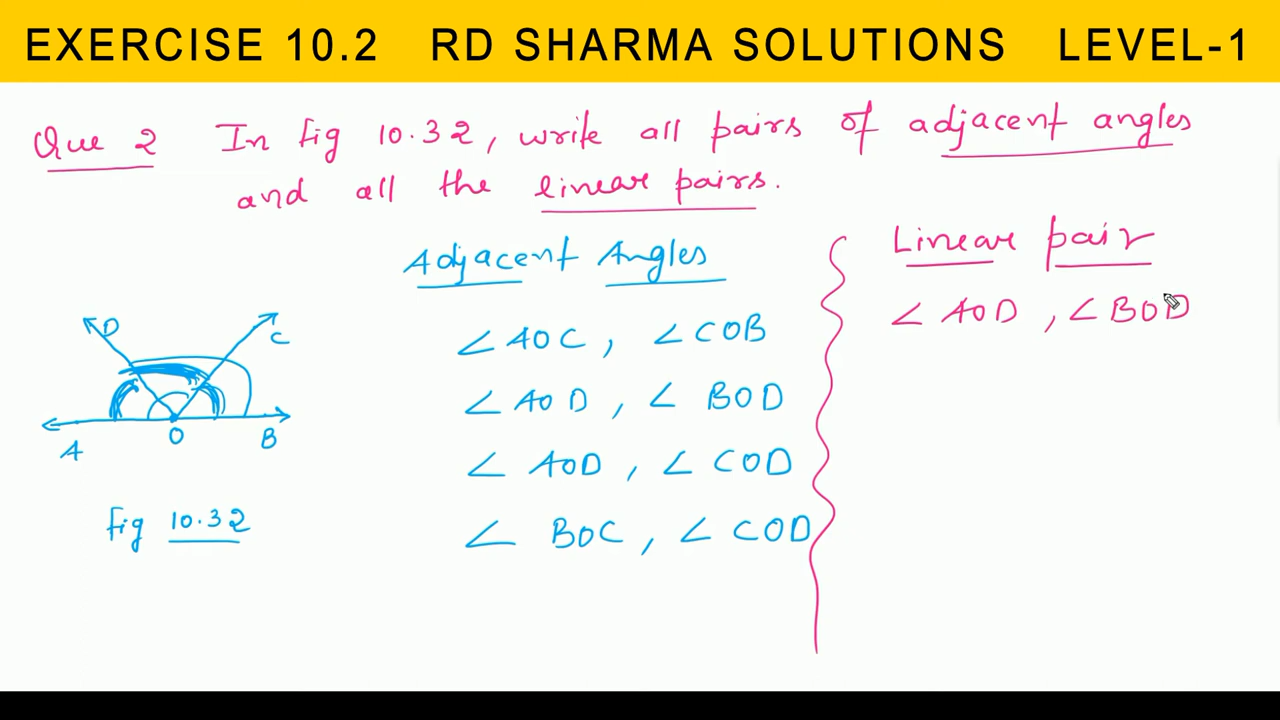 EXERCISE 10.2 RD SHARMA SOLUTIONS LEVEL-1
Que 2 In Fig 10.32, write all pairs of adjacent angles
and all the linear pairs.
Adjacent Angles
∠AOC, ∠COB
∠AOD, ∠BOD
∠AOD, ∠COD
∠BOC, ∠COD
Linear pair
∠AOD, ∠BOD
D
C
A
O
B
Fig 10.32